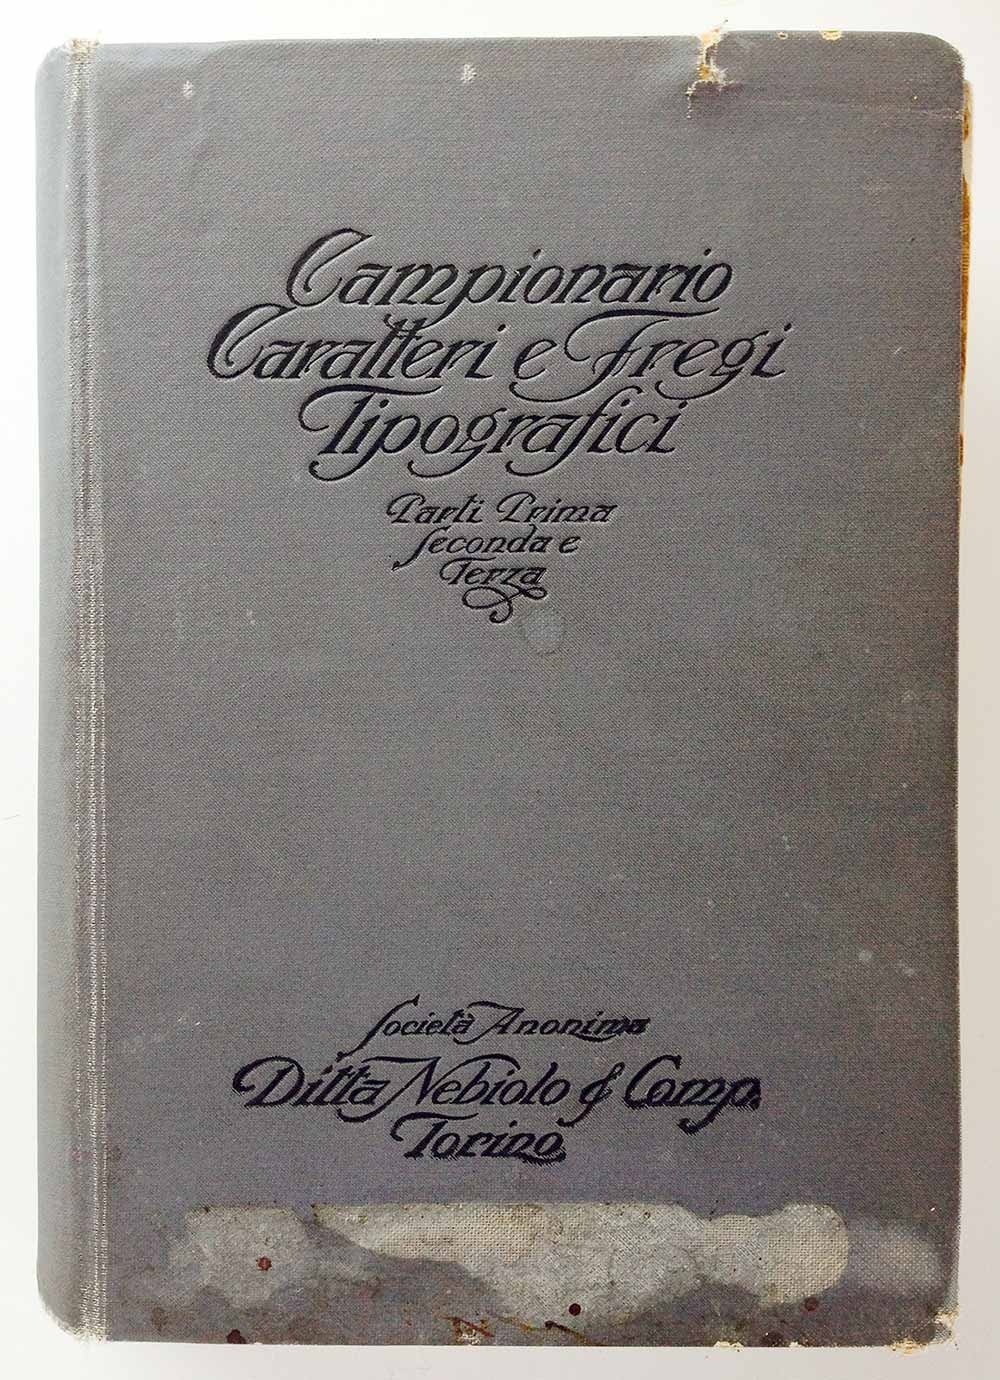 Campionario
Caratteri e Fregi
Tipografici
Parti Prima
Seconda e
Terza
Società Anonima
Ditta Nebiolo & Comp.
Torino